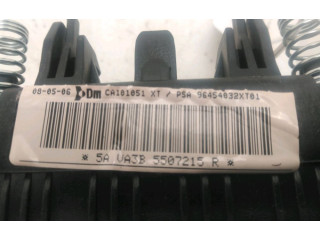 08-05-06 Dm CA101051 XT / PSA 96454832XT01
* 5A VA3B 5507215 R *